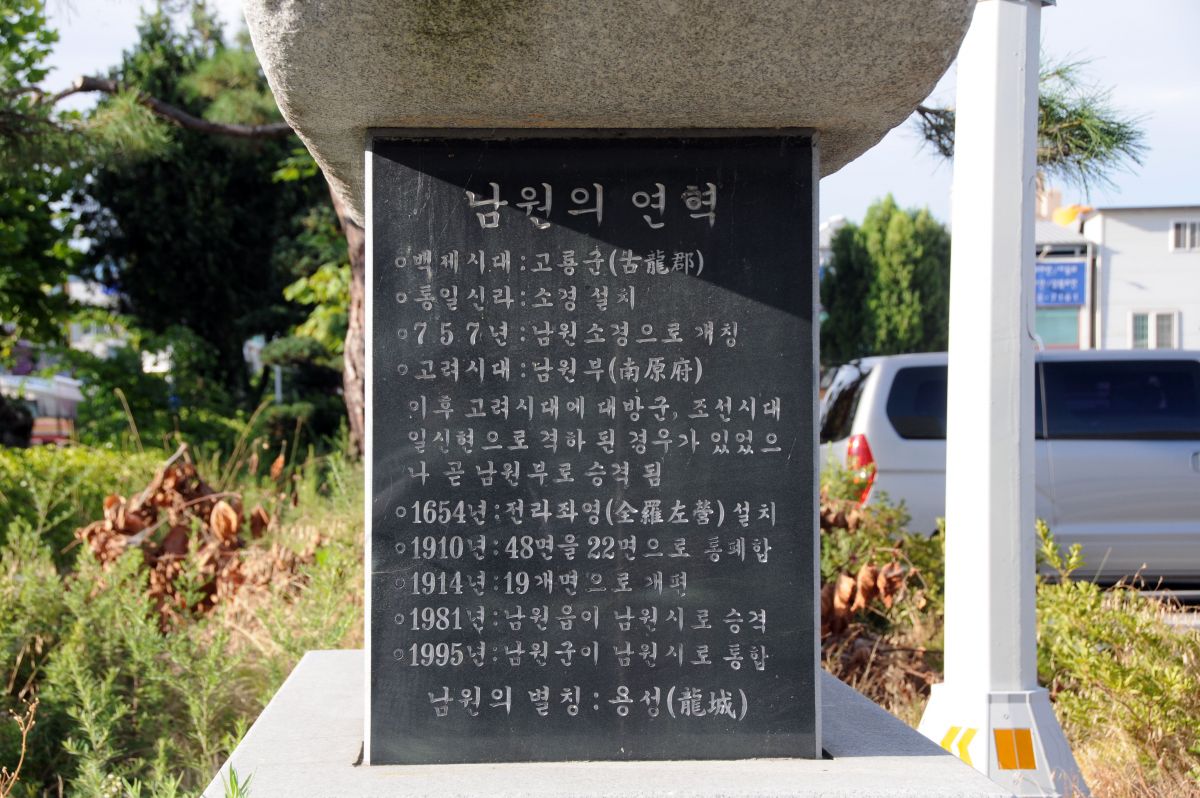 남원의 연혁
○백제시대:고룡군(古龍郡)
○통일신라:소경 설치
○757년:남원소경으로 개칭
○고려시대:남원부(南原府)
이후 고려시대에 대방군, 조선시대
일신현으로 격하 된 경우가 있었으
나 곧 남원부로 승격 됨
○1654년:전라좌영(全羅左營) 설치
○1910년:48면을 22면으로 통폐합
○1914년:19개면으로 개편
○1981년:남원읍이 남원시로 승격
○1995년:남원군이 남원시로 통합
남원의 별칭:용성(龍城)